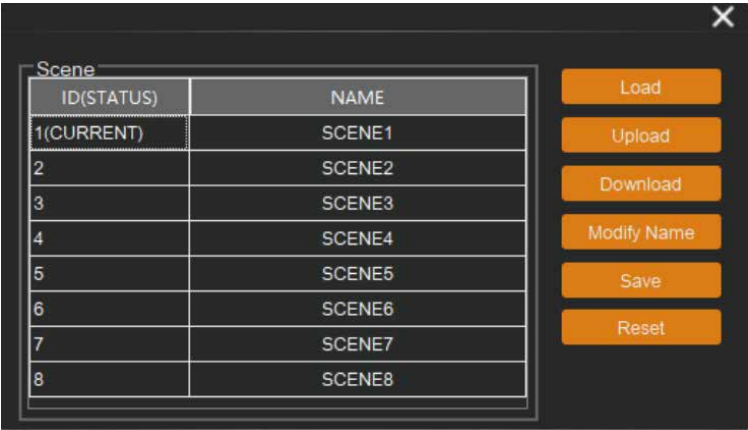 Scene
ID(STATUS) NAME
1(CURRENT) SCENE1
2 SCENE2
3 SCENE3
4 SCENE4
5 SCENE5
6 SCENE6
7 SCENE7
8 SCENE8
Load
Upload
Download
Modify Name
Save
Reset